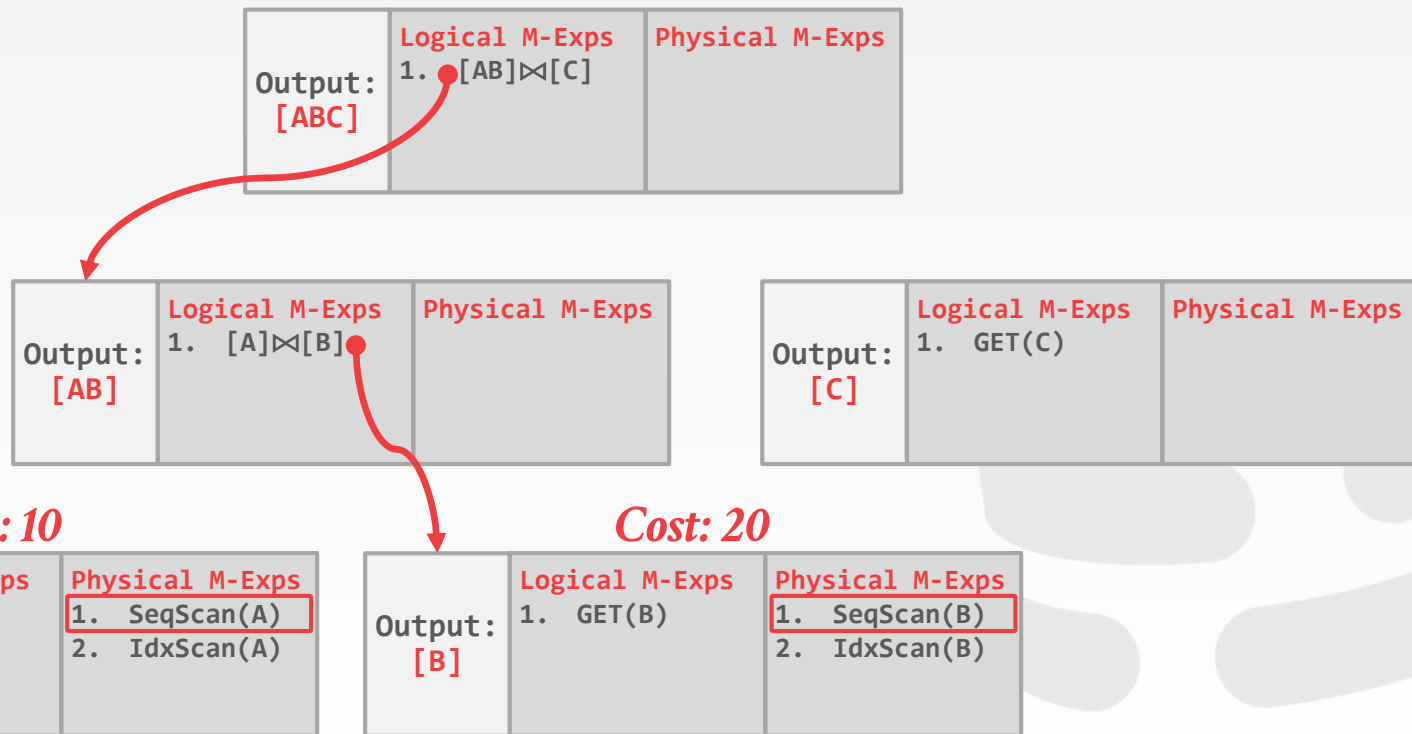 Logical M-Exps
Physical M-Exps
Output:
[ABC]
1. [AB]⋈[C]
Logical M-Exps
Physical M-Exps
Output:
[AB]
1. [A]⋈[B]
Logical M-Exps
Physical M-Exps
Output:
[C]
1. GET(C)
: 10
ps
Physical M-Exps
1. SeqScan(A)
2. IdxScan(A)
Cost: 20
Output:
[B]
Logical M-Exps
1. GET(B)
Physical M-Exps
1. SeqScan(B)
2. IdxScan(B)